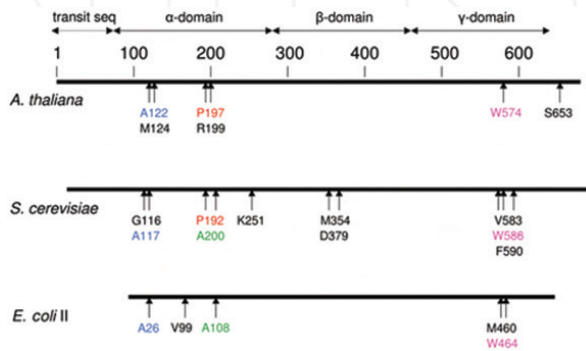 transit seq α-domain β-domain γ-domain
1 100 200 300 400 500 600
A. thaliana
A122 P197 W574 S653
M124 R199
S. cerevisiae
G116 P192 K251 M354 V583
A117 A200 D379 W586
F590
E. coli II
A26 V99 A108 M460
W464